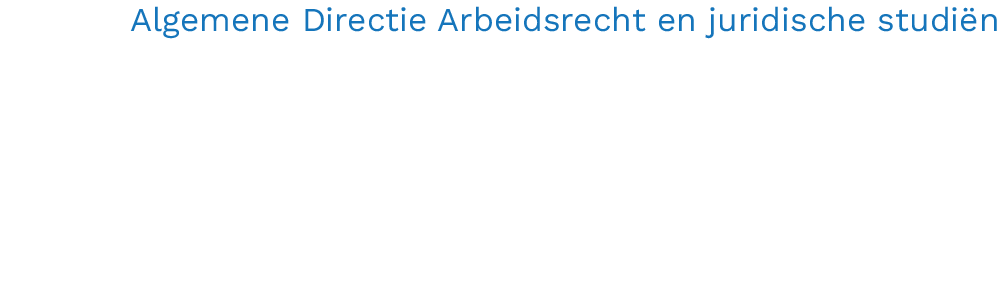 Algemene Directie Arbeidsrecht en juridische studiën